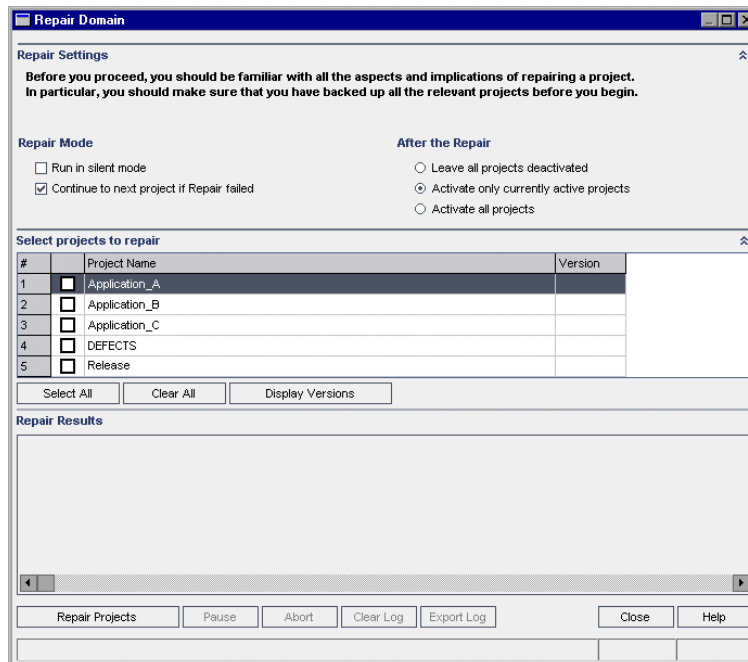 Repair Domain
Repair Settings
Before you proceed, you should be familiar with all the aspects and implications of repairing a project.
In particular, you should make sure that you have backed up all the relevant projects before you begin.
Repair Mode
Run in silent mode
Continue to next project if Repair failed
After the Repair
Leave all projects deactivated
Activate only currently active projects
Activate all projects
Select projects to repair
# Project Name Version
1 Application_A
2 Application_B
3 Application_C
4 DEFECTS
5 Release
Select All Clear All Display Versions
Repair Results
Repair Projects Pause Abort Clear Log Export Log Close Help